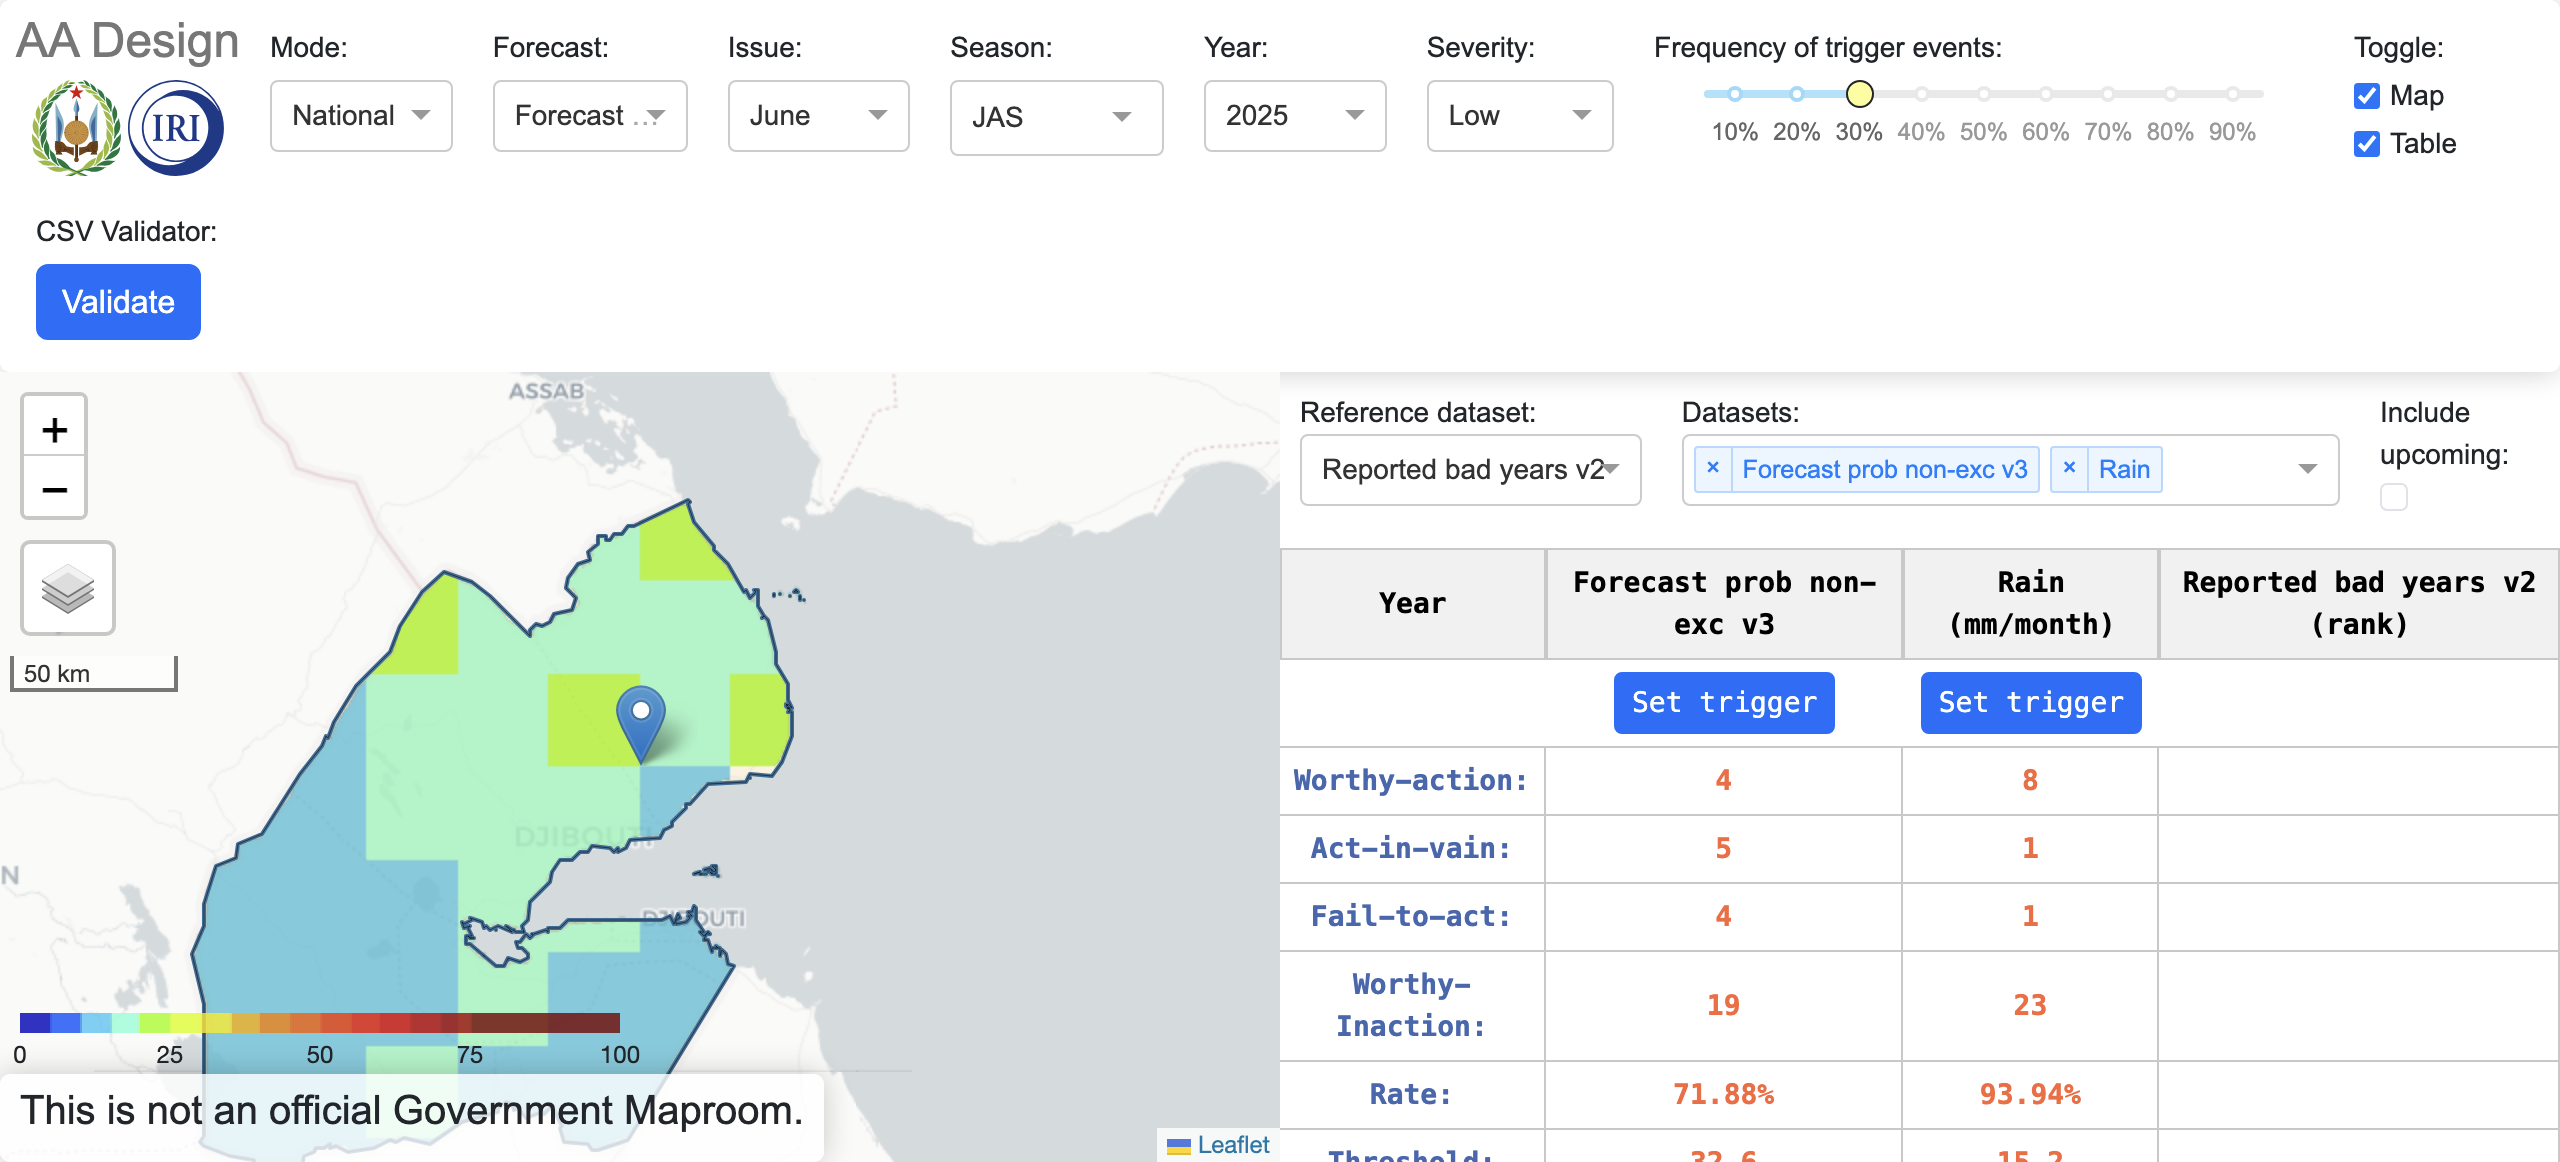 AA Design
IRI
Mode:
National
Forecast:
Forecast ...
Issue:
June
Season:
JAS
Year:
2025
Severity:
Low
Frequency of trigger events:
10% 20% 30% 40% 50% 60% 70% 80% 90%
Toggle:
Map
Table
CSV Validator:
Validate
ASSAB
+
−
50 km
DJIBOUTI
DJIBOUTI
N
0 25 50 75 100
This is not an official Government Maproom.
Leaflet
Reference dataset:
Reported bad years v2
Datasets:
× Forecast prob non-exc v3 × Rain
Include
upcoming:
Year
Forecast prob non-
exc v3
Rain
(mm/month)
Reported bad years v2
(rank)
Set trigger Set trigger
Worthy-action: 4 8
Act-in-vain: 5 1
Fail-to-act: 4 1
Worthy-
Inaction: 19 23
Rate: 71.88% 93.94%
Threshold: 32.6 15.2